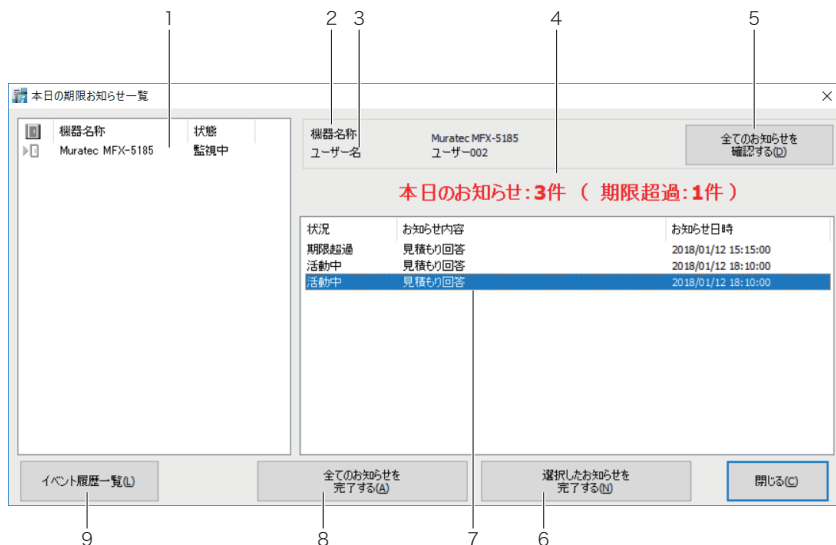 1
2
3
4
5
本日の期限お知らせ一覧
機器名称 状態
Muratec MFX-5185 監視中
機器名称 Muratec MFX-5185
ユーザー名 ユーザー002
全てのお知らせを
確認する(D)
本日のお知らせ:3件 ( 期限超過:1件 )
状況 お知らせ内容 お知らせ日時
期限超過 見積もり回答 2018/01/12 15:15:00
活動中 見積もり回答 2018/01/12 18:10:00
活動中 見積もり回答 2018/01/12 18:10:00
イベント履歴一覧(L)
全てのお知らせを
完了する(A)
選択したお知らせを
完了する(N)
閉じる(C)
9
8
7
6